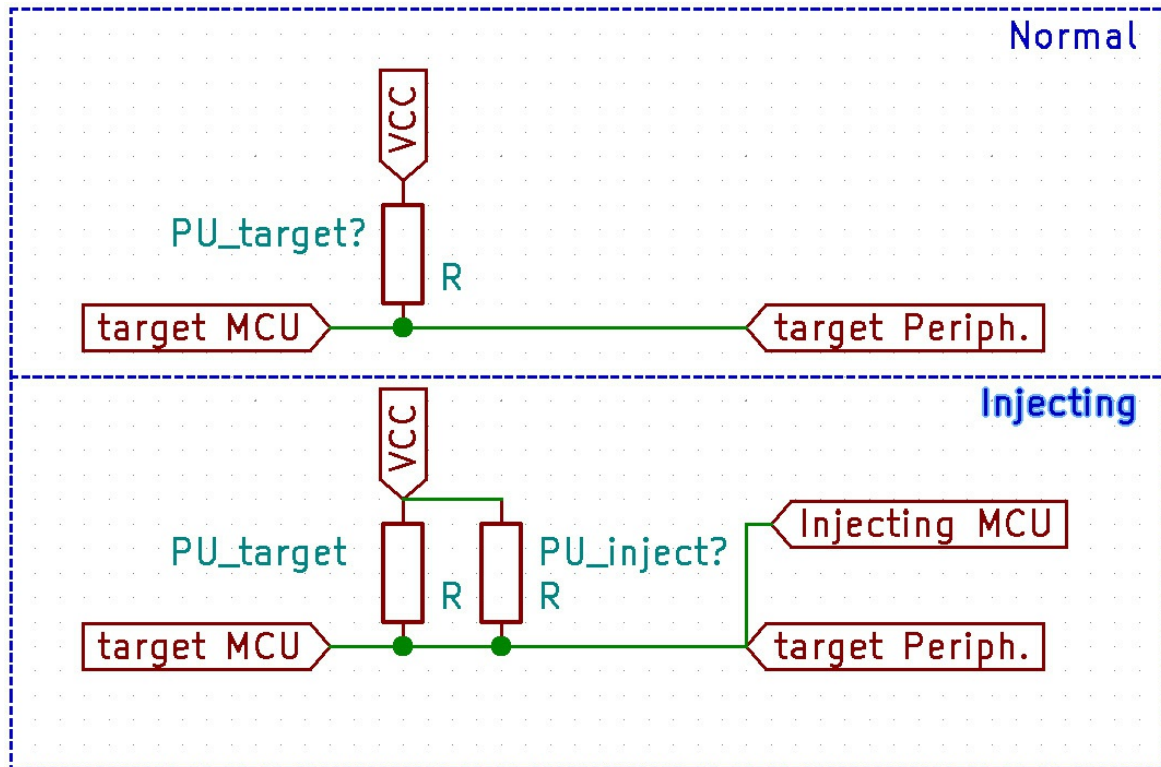 Normal
VCC
PU_target?
R
target MCU
target Periph.
Injecting
VCC
Injecting MCU
PU_target
PU_inject?
R
R
target MCU
target Periph.